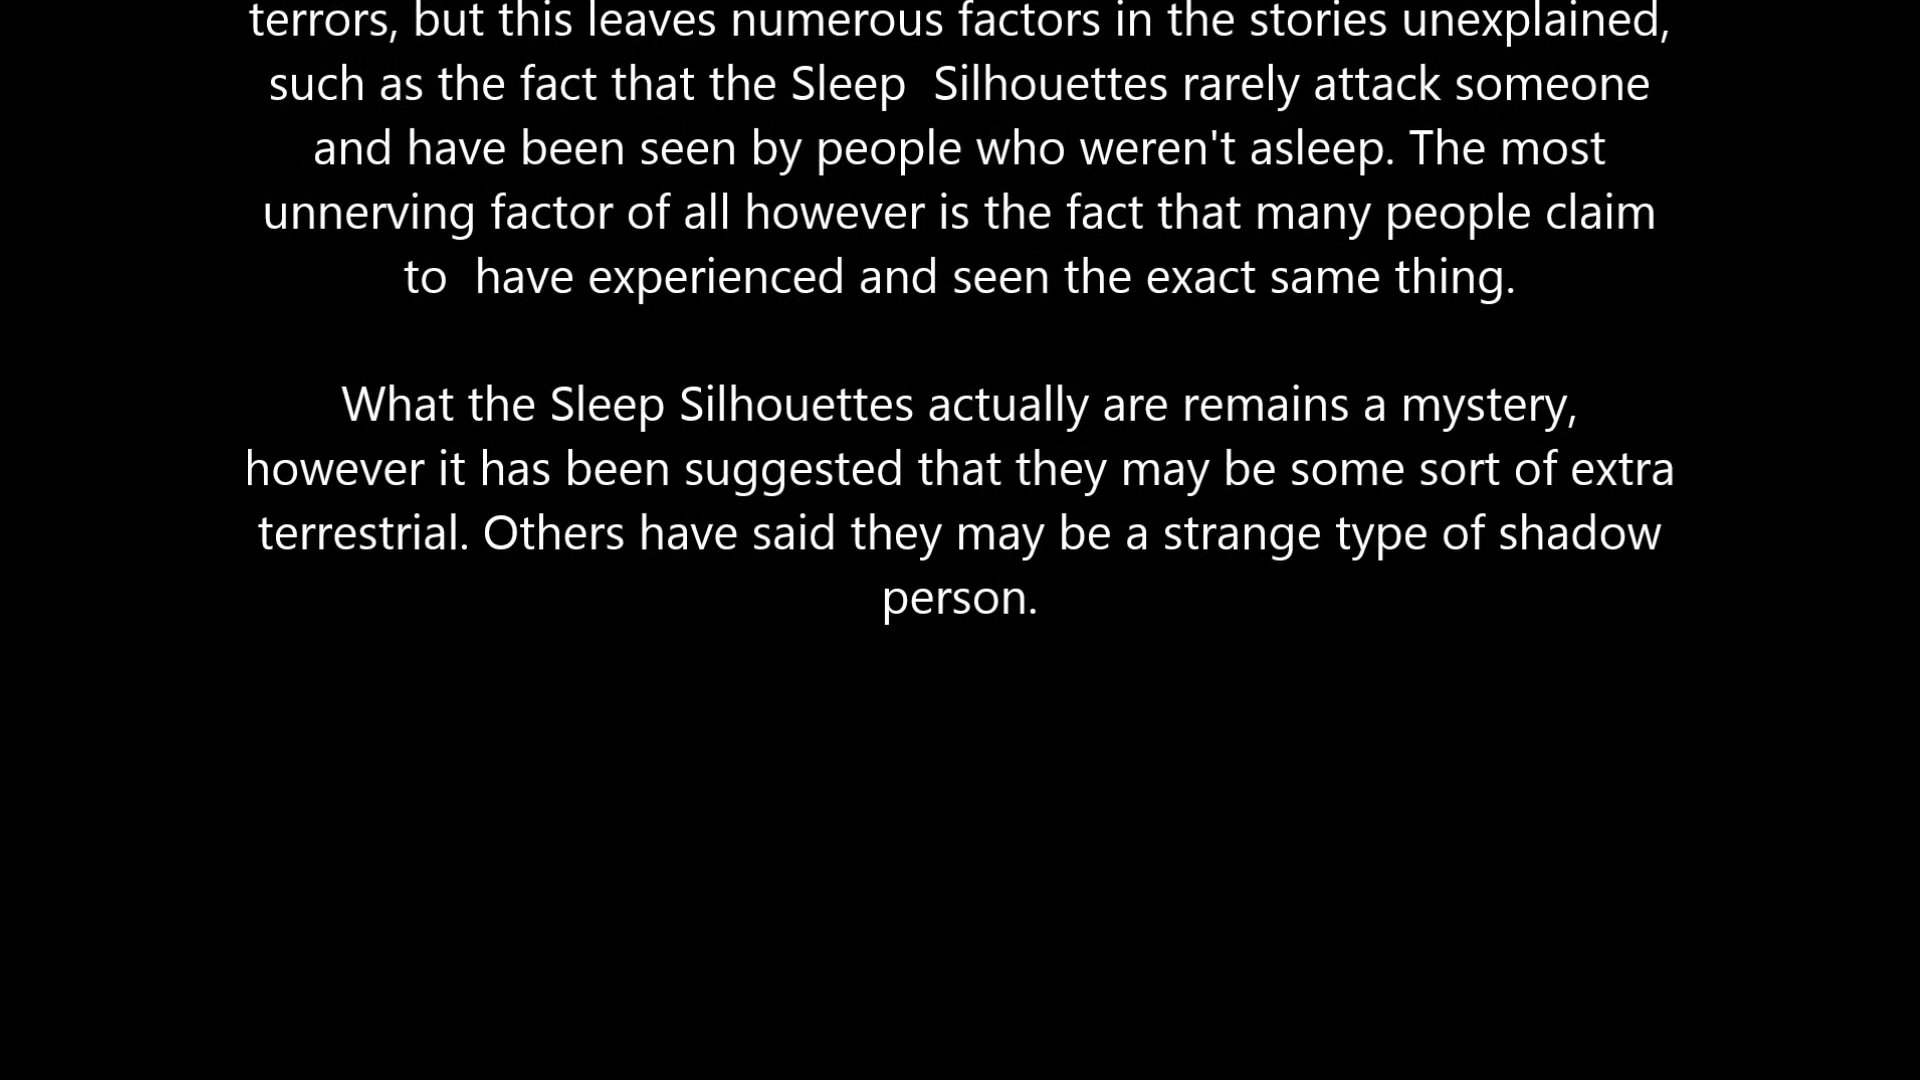 terrors, but this leaves numerous factors in the stories unexplained,
such as the fact that the Sleep  Silhouettes rarely attack someone
and have been seen by people who weren't asleep. The most
unnerving factor of all however is the fact that many people claim
to  have experienced and seen the exact same thing.
What the Sleep Silhouettes actually are remains a mystery,
however it has been suggested that they may be some sort of extra
terrestrial. Others have said they may be a strange type of shadow
person.